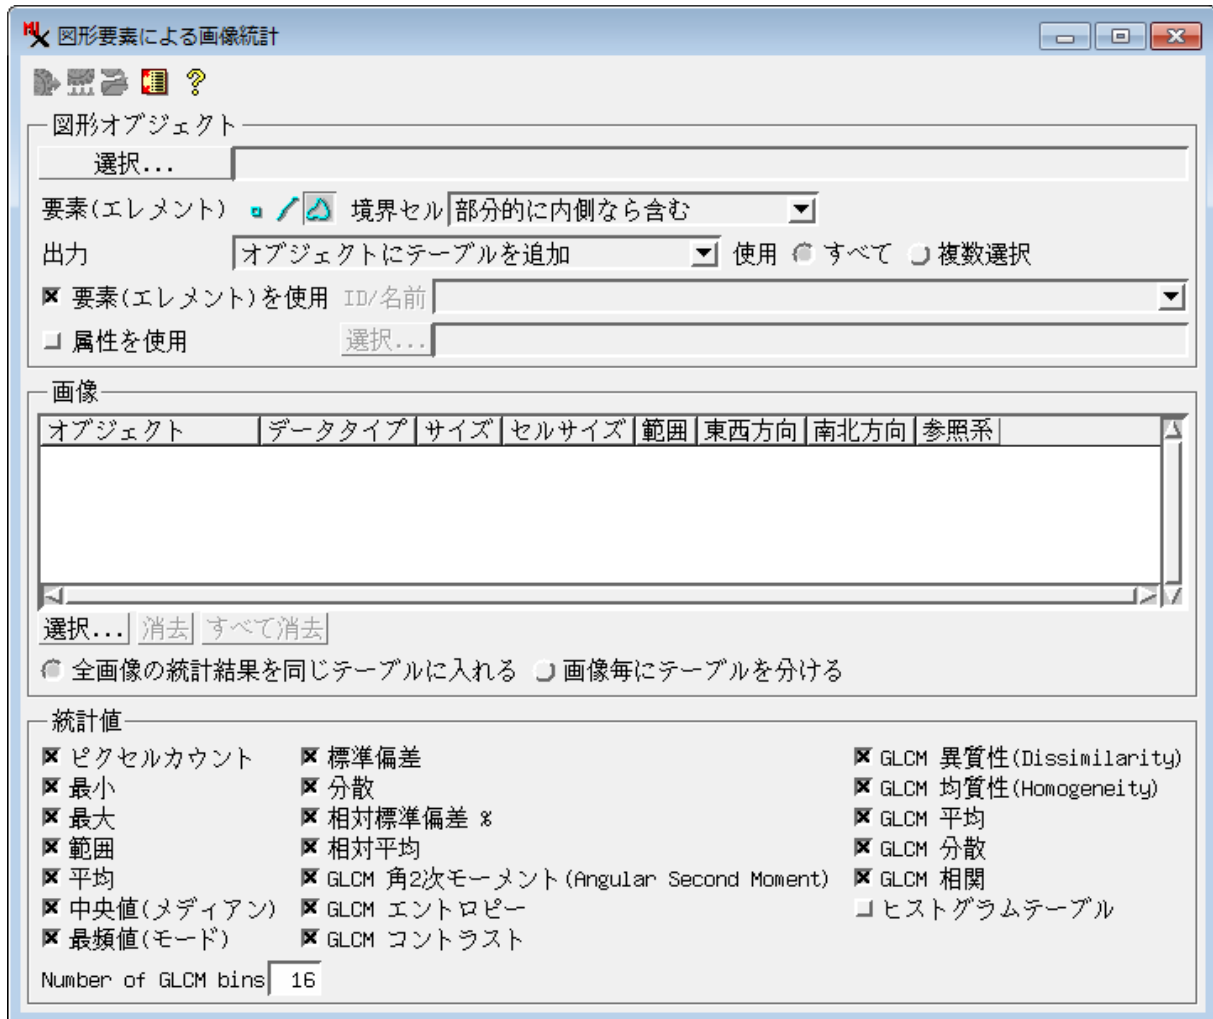 図形要素による画像統計
図形オブジェクト
選択...
要素(エレメント) 境界セル 部分的に内側なら含む
出力 オブジェクトにテーブルを追加 使用 すべて 複数選択
要素(エレメント)を使用 ID/名前
属性を使用 選択...
画像
オブジェクト データタイプ サイズ セルサイズ 範囲 東西方向 南北方向 参照系
選択... 消去 すべて消去
全画像の統計結果を同じテーブルに入れる 画像毎にテーブルを分ける
統計値
ピクセルカウント 標準偏差 GLCM 異質性(Dissimilarity)
最小 分散 GLCM 均質性(Homogeneity)
最大 相対標準偏差 % GLCM 平均
範囲 相対平均 GLCM 分散
平均 GLCM 角2次モーメント(Angular Second Moment) GLCM 相関
中央値(メディアン) GLCM エントロピー ヒストグラムテーブル
最頻値(モード) GLCM コントラスト
Number of GLCM bins 16